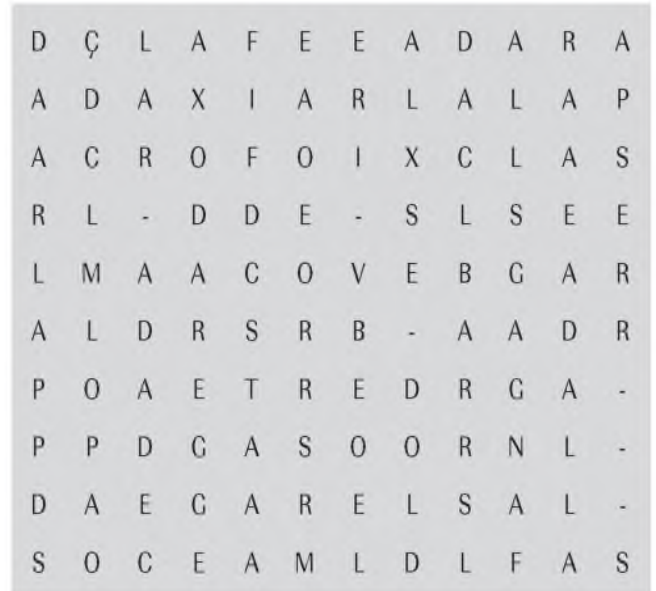 D Ç L A F E E A D A R A
A D A X I A R L A L A P
A C R O F O I X C L A S
R L - D D E - S L S E E
L M A A C O V E B G A R
A L D R S R B - A A D R
P O A E T R E D R G A -
P P D G A S O O R N L -
D A E G A R E L S A L -
S O C E A M L D L F A S